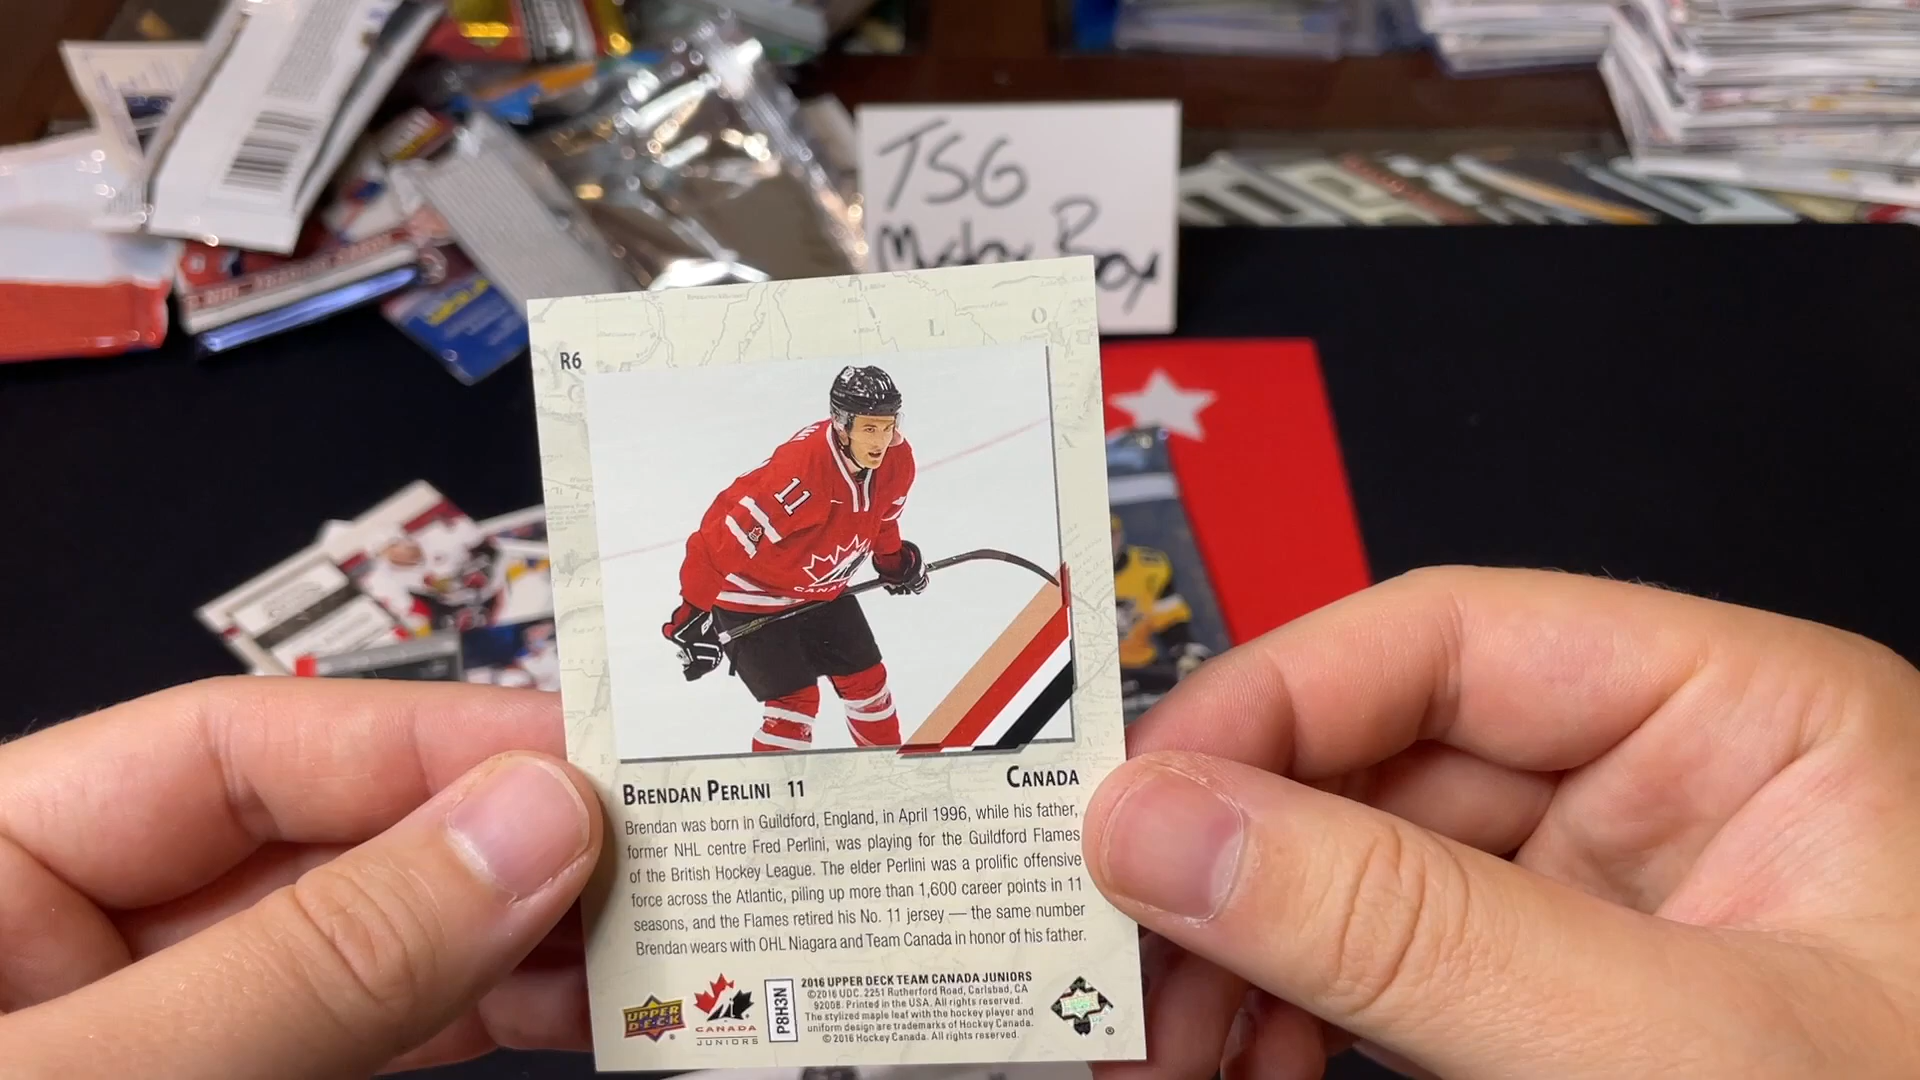 TSG
Box
R6
11
CANADA
BRENDAN PERLINI 11 CANADA
Brendan was born in Guildford, England, in April 1996, while his father,
former NHL centre Fred Perlini, was playing for the Guildford Flames
of the British Hockey League. The elder Perlini was a prolific offensive
force across the Atlantic, piling up more than 1,600 career points in 11
seasons, and the Flames retired his No. 11 jersey — the same number
Brendan wears with OHL Niagara and Team Canada in honor of his father.
UPPER DECK
CANADA
JUNIORS
P8H3N
2016 UPPER DECK TEAM CANADA JUNIORS
©2016 UDC. 2251 Rutherford Road, Carlsbad, CA
92008. Printed in the USA. All rights reserved.
The stylized maple leaf with the hockey player and
uniform design are trademarks of Hockey Canada.
© 2016 Hockey Canada. All rights reserved.